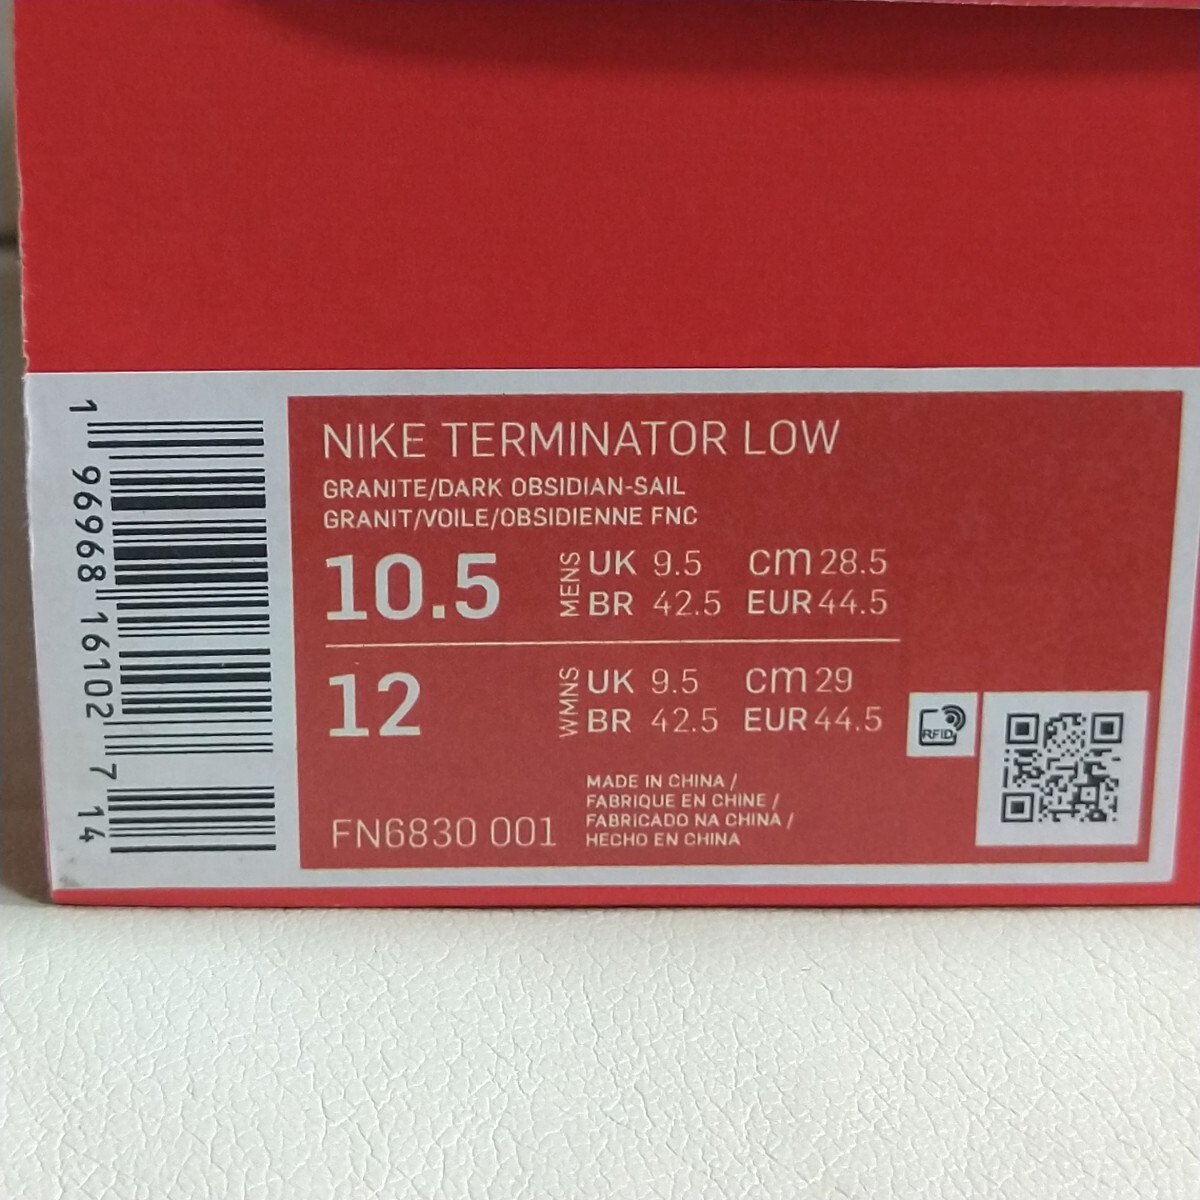 NIKE TERMINATOR LOW
GRANITE/DARK OBSIDIAN-SAIL
GRANIT/VOILE/OBSIDIENNE FNC
10.5 MENS UK 9.5 cm 28.5
BR 42.5 EUR 44.5
12 WMNS UK 9.5 cm 29
BR 42.5 EUR 44.5
RFID
MADE IN CHINA /
FABRIQUE EN CHINE /
FABRICADO NA CHINA /
HECHO EN CHINA
FN6830 001
1 96968 16102 7 14